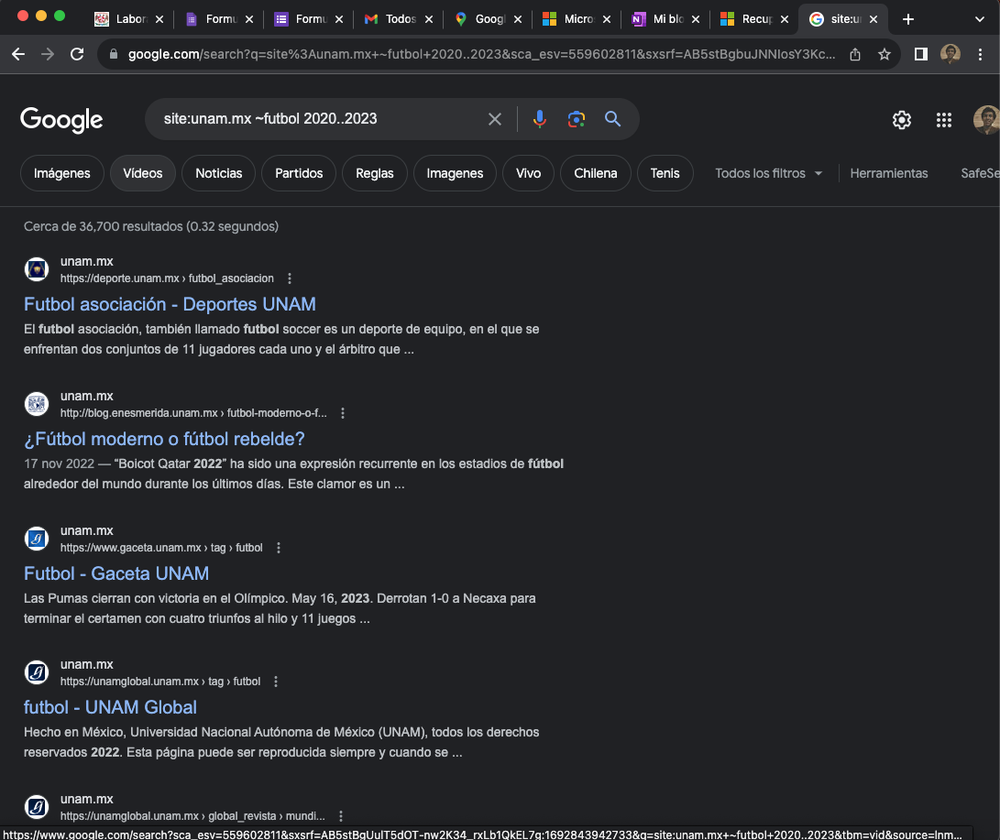 Labora
Formu
Formu
Todos
Googl
Micros
Mi blo
Recup
site:un
google.com/search?q=site%3Aunam.mx+~futbol+2020..2023&sca_esv=559602811&sxsrf=AB5stBgbuJNNIosY3Kc...
Google
site:unam.mx ~futbol 2020..2023
Imágenes
Vídeos
Noticias
Partidos
Reglas
Imagenes
Vivo
Chilena
Tenis
Todos los filtros
Herramientas
SafeSe
Cerca de 36,700 resultados (0.32 segundos)
unam.mx
https://deporte.unam.mx › futbol_asociacion
Futbol asociación - Deportes UNAM
El futbol asociación, también llamado futbol soccer es un deporte de equipo, en el que se
enfrentan dos conjuntos de 11 jugadores cada uno y el árbitro que ...
unam.mx
http://blog.enesmerida.unam.mx › futbol-moderno-o-f...
¿Fútbol moderno o fútbol rebelde?
17 nov 2022 — “Boicot Qatar 2022” ha sido una expresión recurrente en los estadios de fútbol
alrededor del mundo durante los últimos días. Este clamor es un ...
unam.mx
https://www.gaceta.unam.mx › tag › futbol
Futbol - Gaceta UNAM
Las Pumas cierran con victoria en el Olímpico. May 16, 2023. Derrotan 1-0 a Necaxa para
terminar el certamen con cuatro triunfos al hilo y 11 juegos ...
unam.mx
https://unamglobal.unam.mx › tag › futbol
futbol - UNAM Global
Hecho en México, Universidad Nacional Autónoma de México (UNAM), todos los derechos
reservados 2022. Esta página puede ser reproducida siempre y cuando se ...
unam.mx
https://unamglobal.unam.mx › global_revista › mundi...
https://www.google.com/search?sca_esv=559602811&sxsrf=AB5stBgUulT5dOT-nw2K34_rxLb1QkEL7g:1692843942733&q=site:unam.mx+~futbol+2020..2023&tbm=vid&source=lnm...